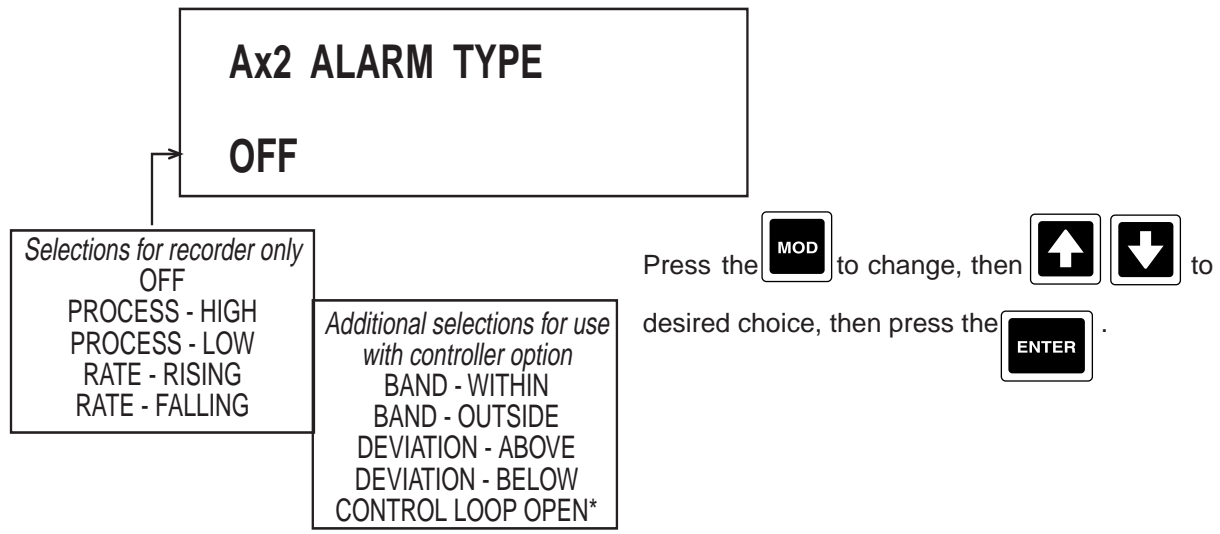 Ax2 ALARM TYPE
OFF
Selections for recorder only
OFF
PROCESS - HIGH
PROCESS - LOW
RATE - RISING
RATE - FALLING
Additional selections for use
with controller option
BAND - WITHIN
BAND - OUTSIDE
DEVIATION - ABOVE
DEVIATION - BELOW
CONTROL LOOP OPEN*
Press the MOD to change, then to
desired choice, then press the ENTER .